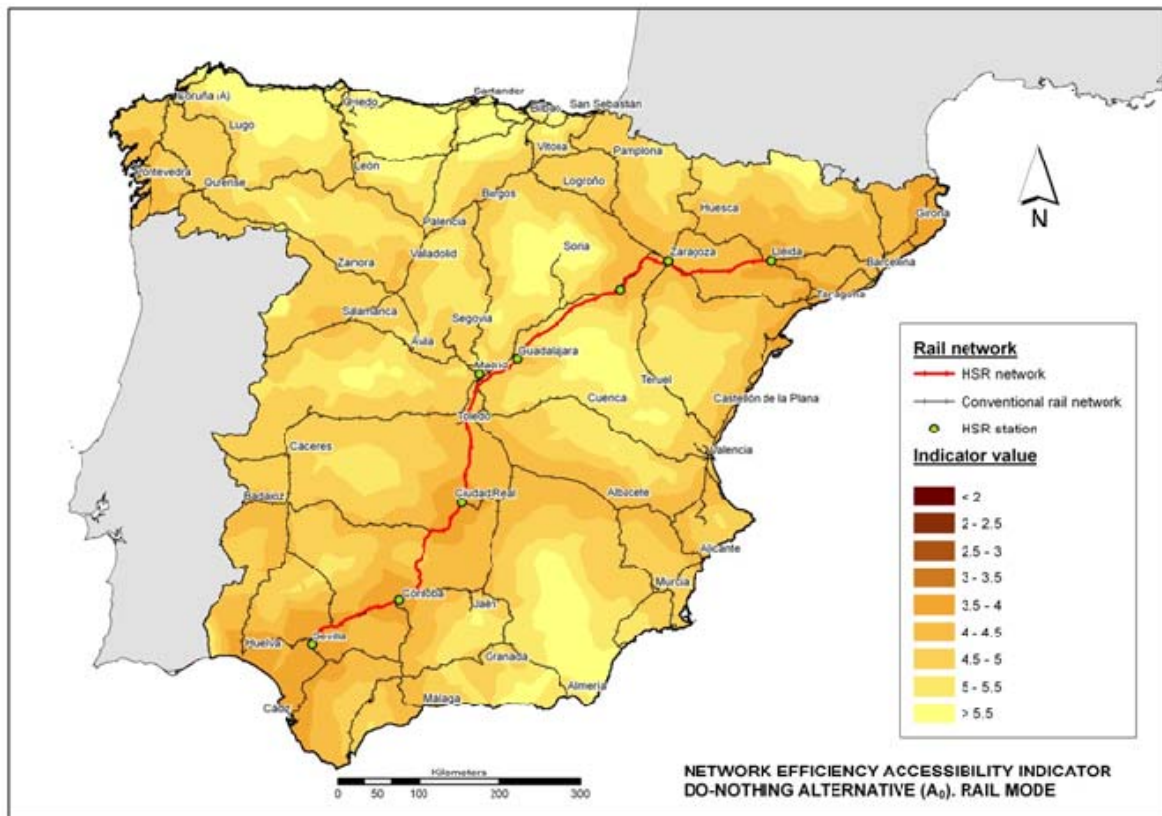 Coruña (A)
Oviedo
Santander
Bilbao
San Sebastián
Lugo
Vitoria
Pamplona
Pontevedra
Ourense
León
Logroño
Burgos
Huesca
Girona
Palencia
Soria
Zaragoza
Lleida
Barcelona
Zamora
Valladolid
Tarragona
Salamanca
Segovia
Ávila
Guadalajara
Madrid
Teruel
Cuenca
Castellón de la Plana
Toledo
Cáceres
Valencia
Badajoz
Ciudad Real
Albacete
Alicante
Córdoba
Murcia
Jaén
Huelva
Sevilla
Granada
Cádiz
Málaga
Almería
N
Rail network
HSR network
Conventional rail network
HSR station
Indicator value
< 2
2 - 2.5
2.5 - 3
3 - 3.5
3.5 - 4
4 - 4.5
4.5 - 5
5 - 5.5
> 5.5
Kilometers
0 50 100 200 300
NETWORK EFFICIENCY ACCESSIBILITY INDICATOR
DO-NOTHING ALTERNATIVE (A₀). RAIL MODE